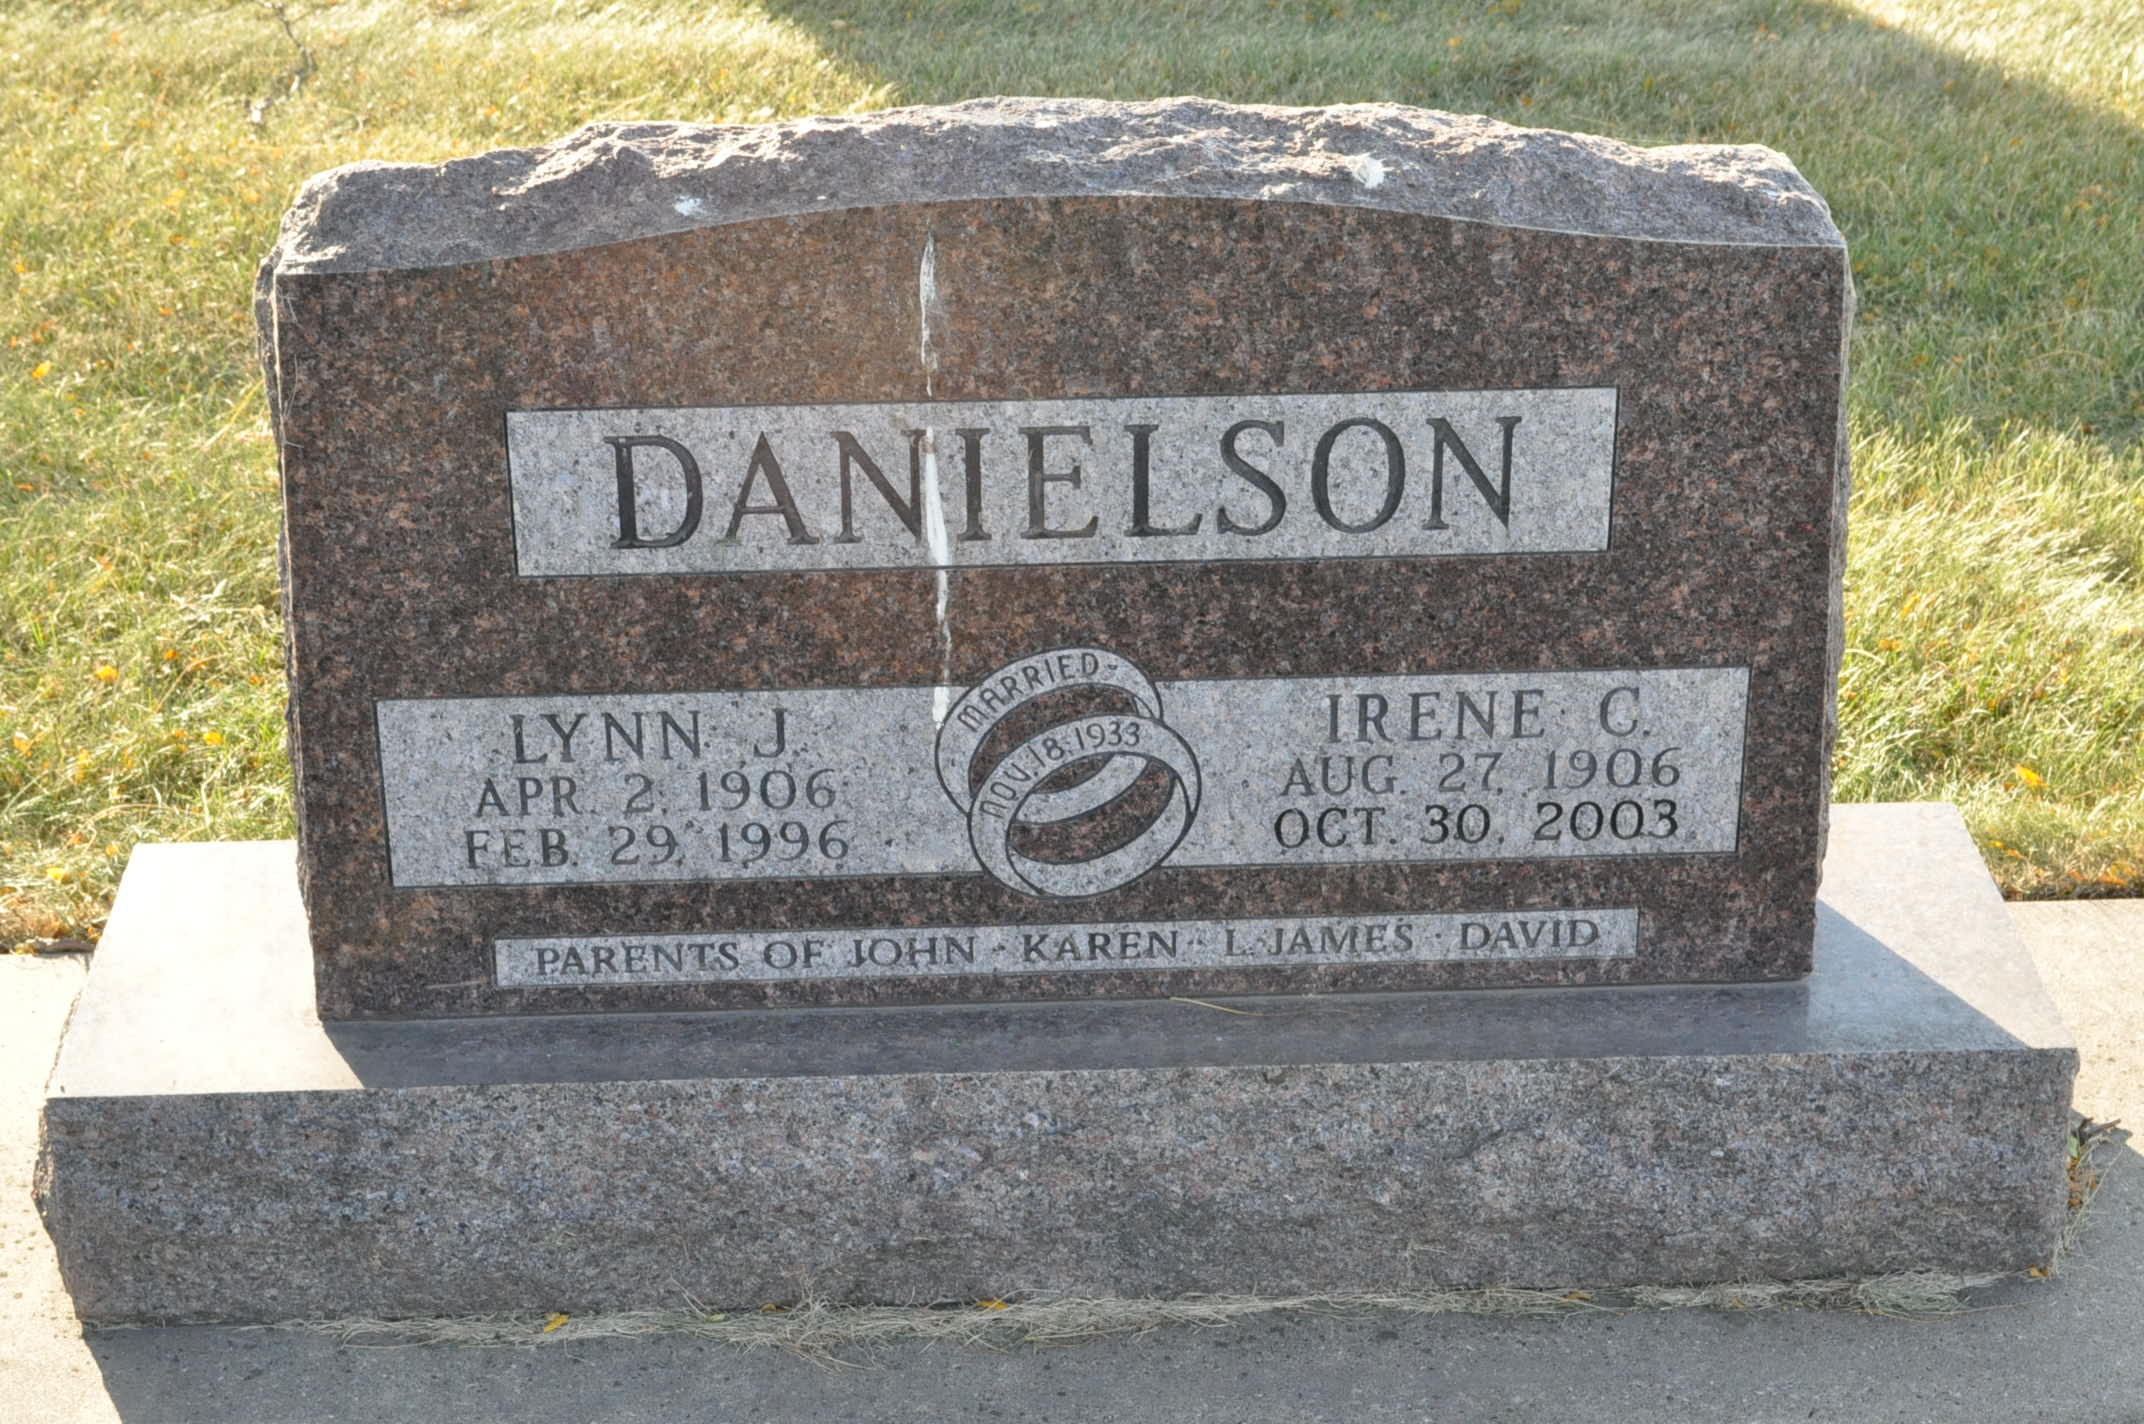 DANIELSON
LYNN J.
APR. 2, 1906
FEB. 29, 1996
MARRIED-
NOV. 18, 1933
IRENE C.
AUG. 27, 1906
OCT. 30, 2003
PARENTS OF JOHN - KAREN - L. JAMES - DAVID